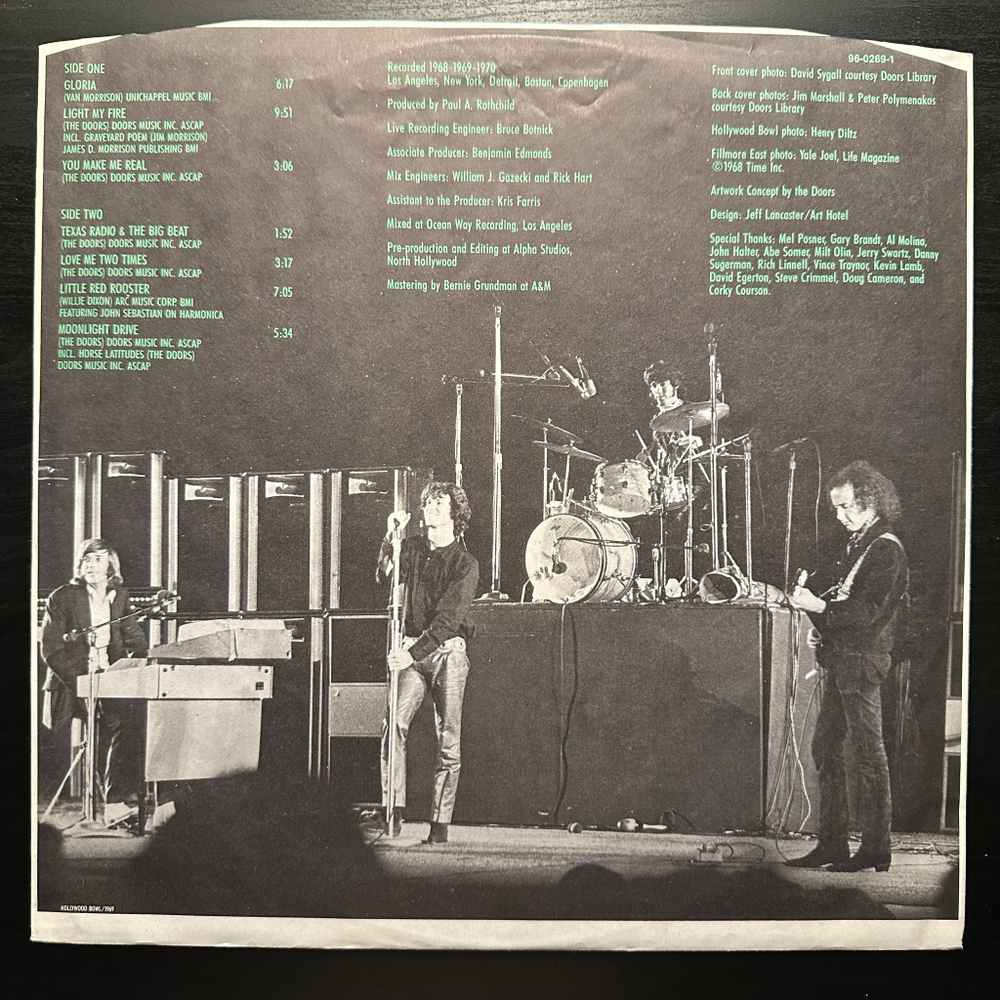 SIDE ONE
GLORIA 6:17
(VAN MORRISON) UNICHAPPEL MUSIC BMI
LIGHT MY FIRE 9:51
(THE DOORS) DOORS MUSIC INC. ASCAP
INCL. GRAVEYARD POEM (JIM MORRISON)
JAMES D. MORRISON PUBLISHING BMI
YOU MAKE ME REAL 3:06
(THE DOORS) DOORS MUSIC INC. ASCAP
SIDE TWO
TEXAS RADIO & THE BIG BEAT 1:52
(THE DOORS) DOORS MUSIC INC. ASCAP
LOVE ME TWO TIMES 3:17
(THE DOORS) DOORS MUSIC INC. ASCAP
LITTLE RED ROOSTER 7:05
(WILLIE DIXON) ARC MUSIC CORP. BMI
FEATURING JOHN SEBASTIAN ON HARMONICA
MOONLIGHT DRIVE 5:34
(THE DOORS) DOORS MUSIC INC. ASCAP
INCL. HORSE LATITUDES (THE DOORS)
DOORS MUSIC INC. ASCAP
Recorded 1968-1969-1970
Los Angeles, New York, Detroit, Boston, Copenhagen
Produced by Paul A. Rothchild
Live Recording Engineer: Bruce Botnick
Associate Producer: Benjamin Edmonds
Mix Engineers: William J. Gazecki and Rick Hart
Assistant to the Producer: Kris Farris
Mixed at Ocean Way Recording, Los Angeles
Pre-production and Editing at Alpha Studios,
North Hollywood
Mastering by Bernie Grundman at A&M
96-0269-1
Front cover photo: David Sygall courtesy Doors Library
Back cover photos: Jim Marshall & Peter Polymenakos
courtesy Doors Library
Hollywood Bowl photo: Henry Diltz
Fillmore East photo: Yale Joel, Life Magazine
©1968 Time Inc.
Artwork Concept by the Doors
Design: Jeff Lancaster/Art Hotel
Special Thanks: Mel Posner, Gary Brandt, Al Molina,
John Halter, Abe Somer, Milt Olin, Jerry Swartz, Danny
Sugerman, Rich Linnell, Vince Traynor, Kevin Lamb,
David Egerton, Steve Crimmel, Doug Cameron, and
Corky Courson.
HOLLYWOOD BOWL/1969